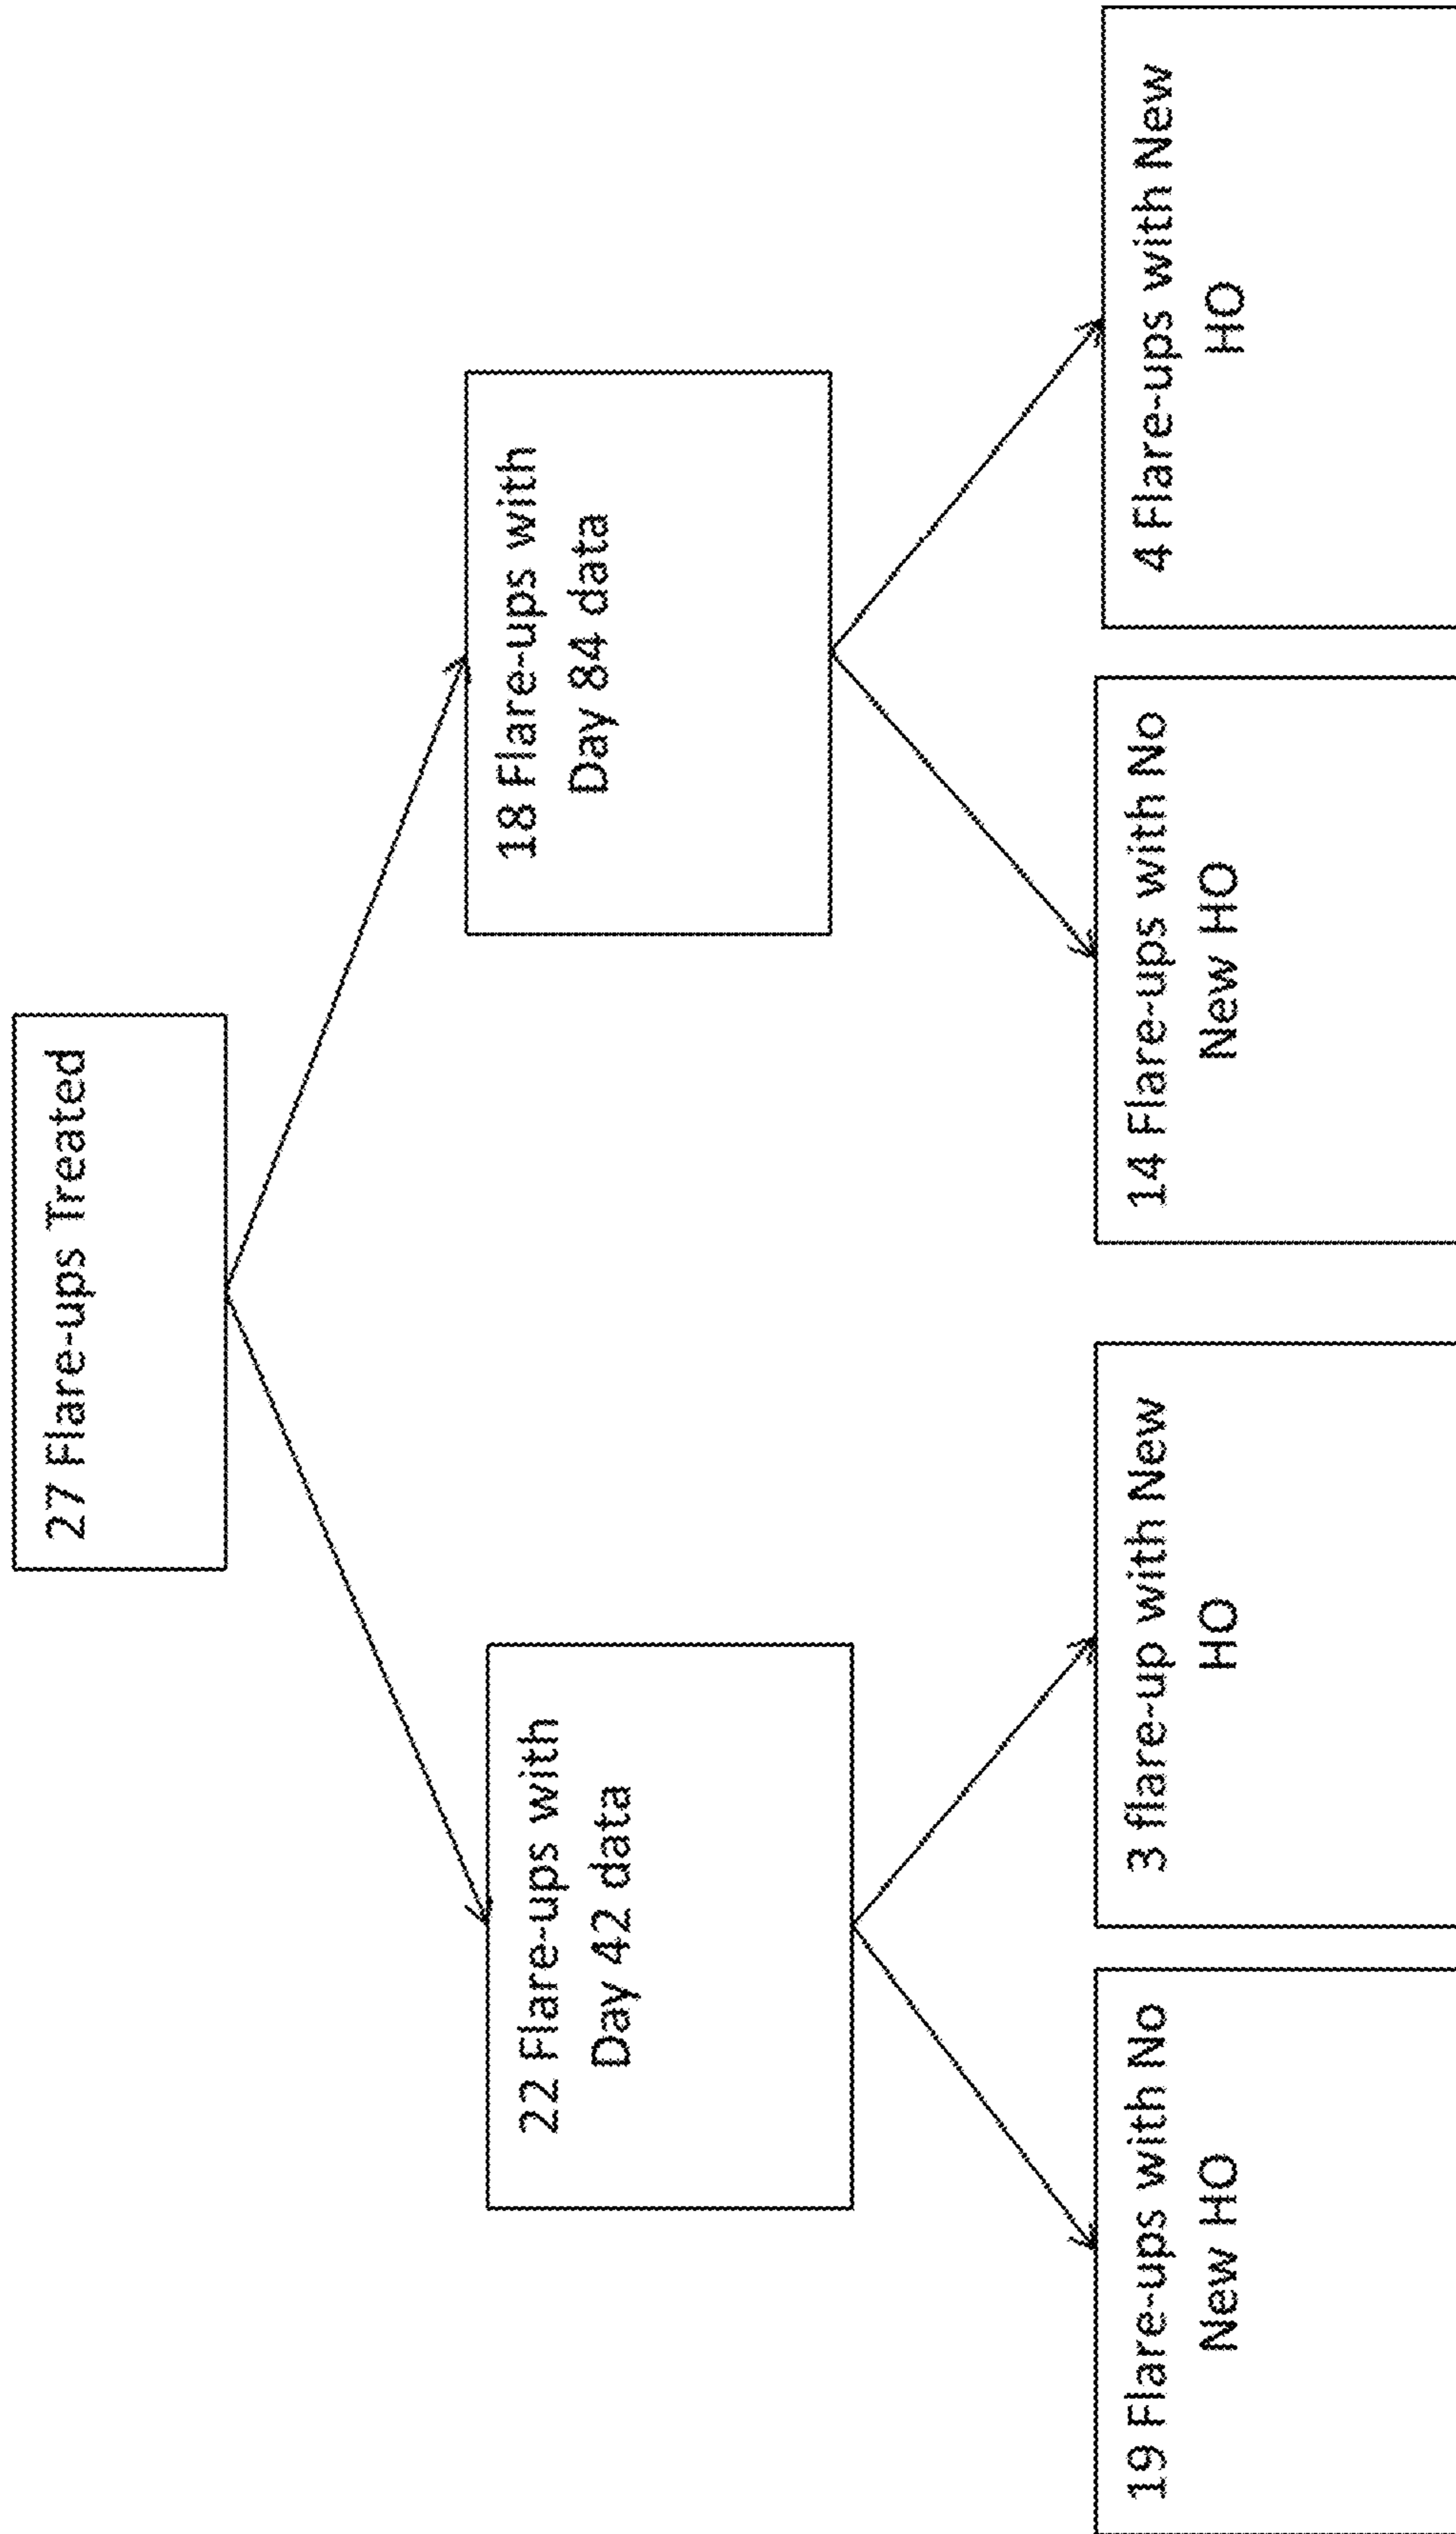 27 Flare-ups Treated
22 Flare-ups with
Day 42 data
18 Flare-ups with
Day 84 data
19 Flare-ups with No
New HO
3 flare-up with New
HO
14 Flare-ups with No
New HO
4 Flare-ups with New
HO